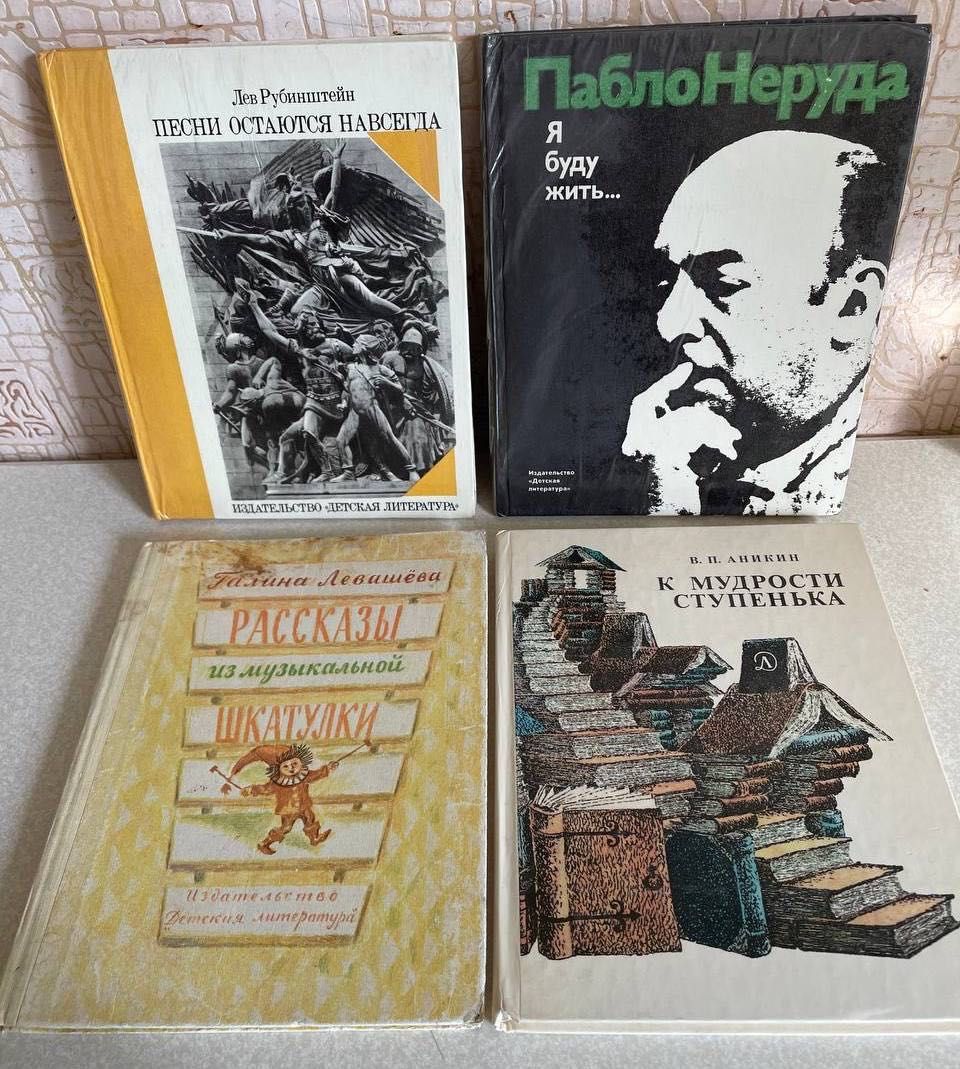 Лев Рубинштейн
ПЕСНИ ОСТАЮТСЯ НАВСЕГДА
ИЗДАТЕЛЬСТВО «ДЕТСКАЯ ЛИТЕРАТУРА»
Пабло Неруда
Я
буду
жить...
Издательство
«Детская
литература»
Галина Левашёва
РАССКАЗЫ
из музыкальной
ШКАТУЛКИ
Издательство
"Детская литература"
В. П. АНИКИН
К МУДРОСТИ
СТУПЕНЬКА